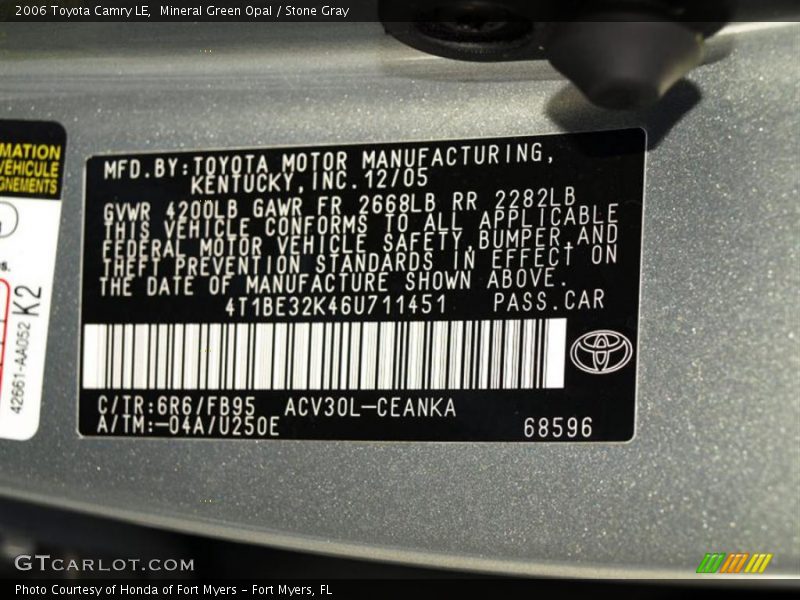 2006 Toyota Camry LE,  Mineral Green Opal / Stone Gray
MATION
VEHICULE
GNEMENTS
K2
42661-AA052
MFD.BY:TOYOTA MOTOR MANUFACTURING,
KENTUCKY,INC.12/05
GVWR 4200LB GAWR FR 2668LB RR 2282LB
THIS VEHICLE CONFORMS TO ALL APPLICABLE
FEDERAL MOTOR VEHICLE SAFETY,BUMPER,AND
THEFT PREVENTION STANDARDS IN EFFECT ON
THE DATE OF MANUFACTURE SHOWN ABOVE.
4T1BE32K46U711451 PASS.CAR
C/TR:6R6/FB95 ACV30L-CEANKA
A/TM:-04A/U250E
68596
GTCARLOT.COM
Photo Courtesy of Honda of Fort Myers - Fort Myers, FL